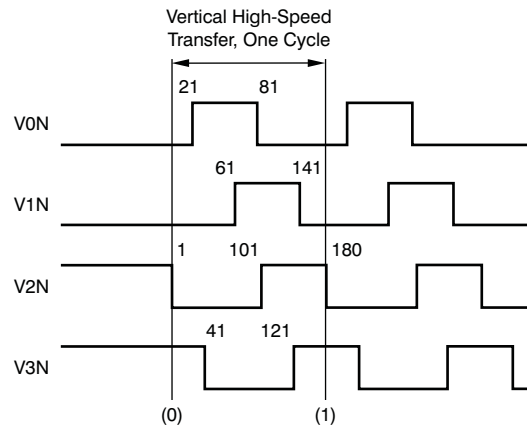 Vertical High-Speed
Transfer, One Cycle
21 81
V0N
61 141
V1N
1 101 180
V2N
41 121
V3N
(0) (1)